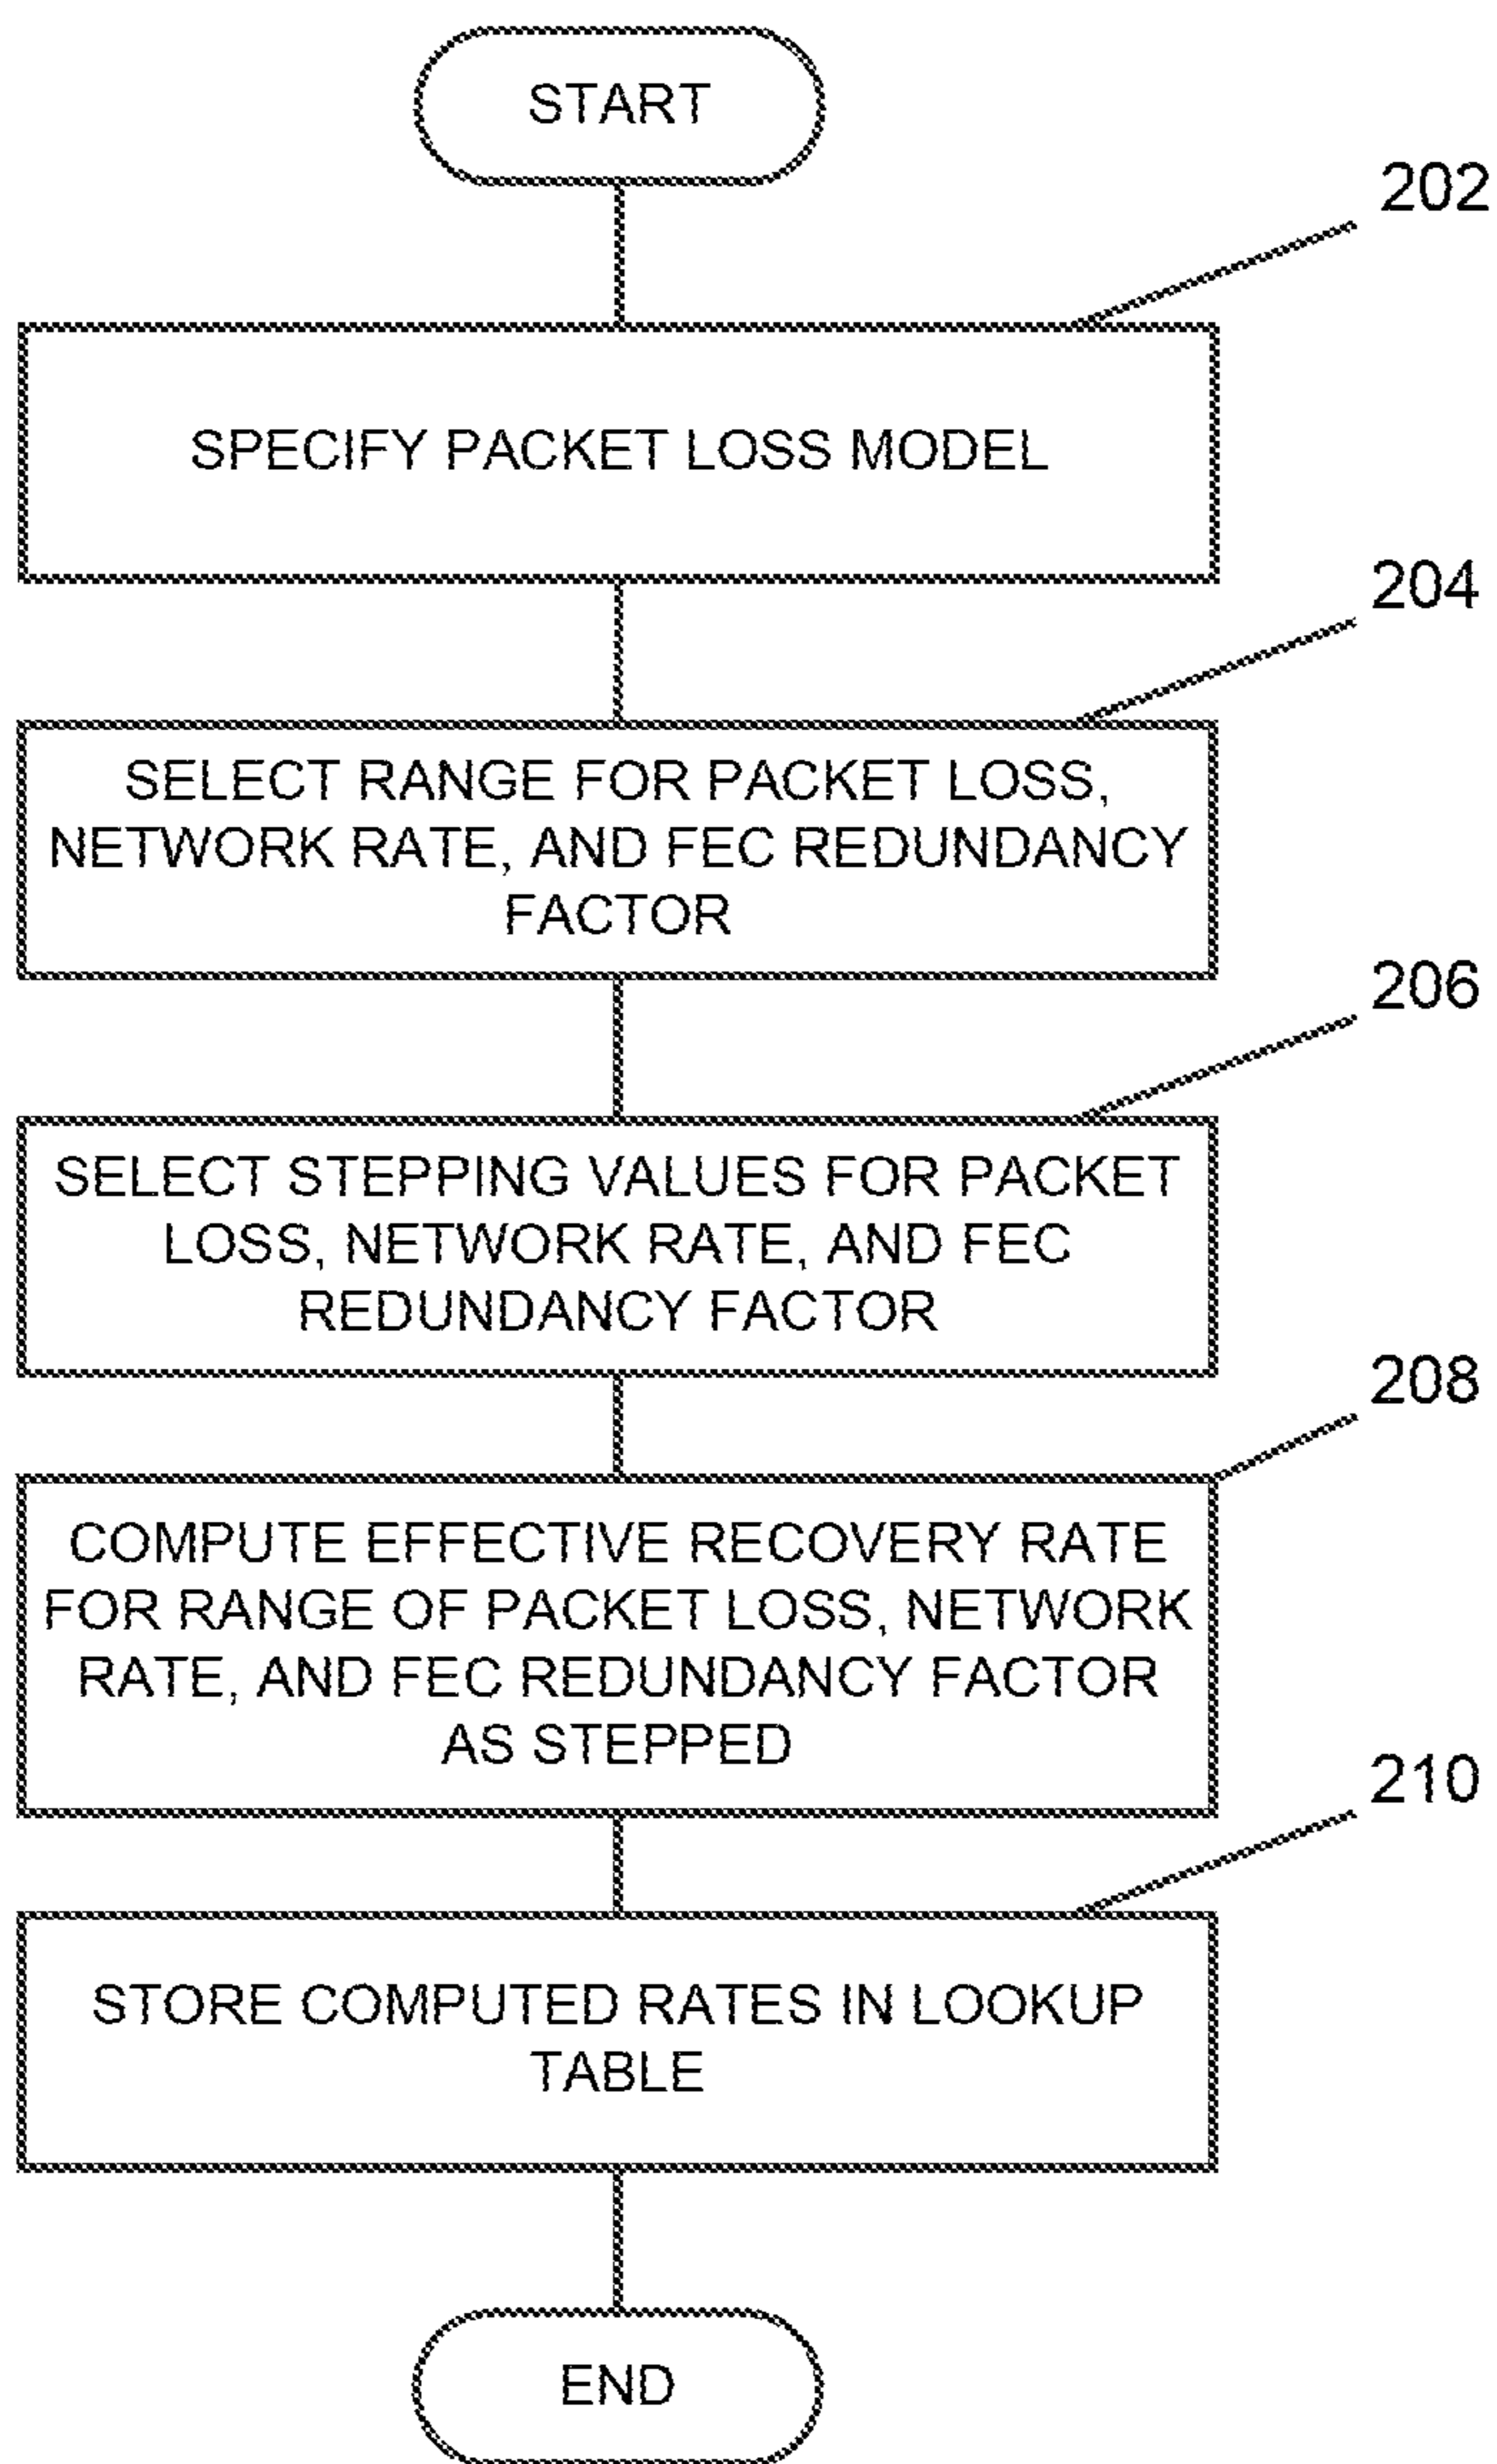 START
202
SPECIFY PACKET LOSS MODEL
204
SELECT RANGE FOR PACKET LOSS,
NETWORK RATE, AND FEC REDUNDANCY
FACTOR
206
SELECT STEPPING VALUES FOR PACKET
LOSS, NETWORK RATE, AND FEC
REDUNDANCY FACTOR
208
COMPUTE EFFECTIVE RECOVERY RATE
FOR RANGE OF PACKET LOSS, NETWORK
RATE, AND FEC REDUNDANCY FACTOR
AS STEPPED
210
STORE COMPUTED RATES IN LOOKUP
TABLE
END